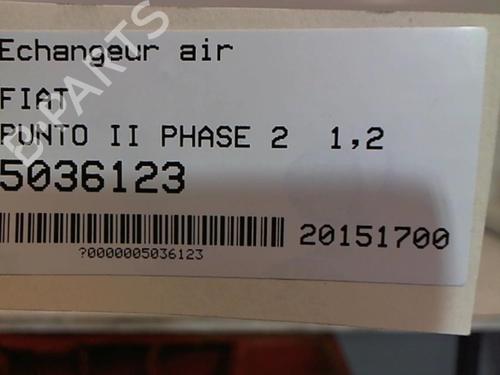 Echangeur air
FIAT
PUNTO II PHASE 2 1,2
5036123
20151700
?0000005036123
B-PARTS